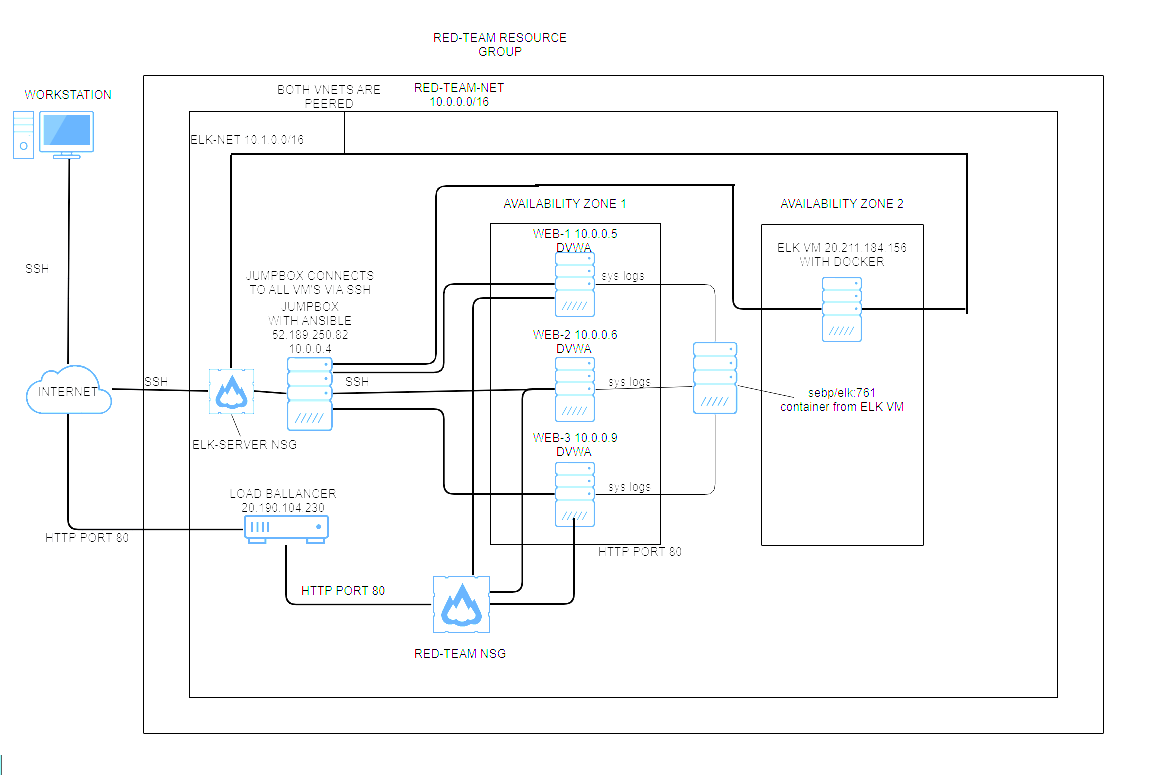 RED-TEAM RESOURCE
GROUP
WORKSTATION
BOTH VNETS ARE
PEERED
RED-TEAM-NET
10.0.0.0/16
ELK-NET 10.1.0.0/16
AVAILABILITY ZONE 1
AVAILABILITY ZONE 2
WEB-1 10.0.0.5
DVWA
ELK VM 20.211.184.156
WITH DOCKER
SSH
sys logs
JUMPBOX CONNECTS
TO ALL VM'S VIA SSH
JUMPBOX
WITH ANSIBLE
52.189.250.82
10.0.0.4
WEB-2 10.0.0.6
DVWA
INTERNET
SSH
SSH
sys logs
sebp/elk:761
container from ELK VM
ELK-SERVER NSG
WEB-3 10.0.0.9
DVWA
sys logs
LOAD BALLANCER
20.190.104.230
HTTP PORT 80
HTTP PORT 80
HTTP PORT 80
RED-TEAM NSG